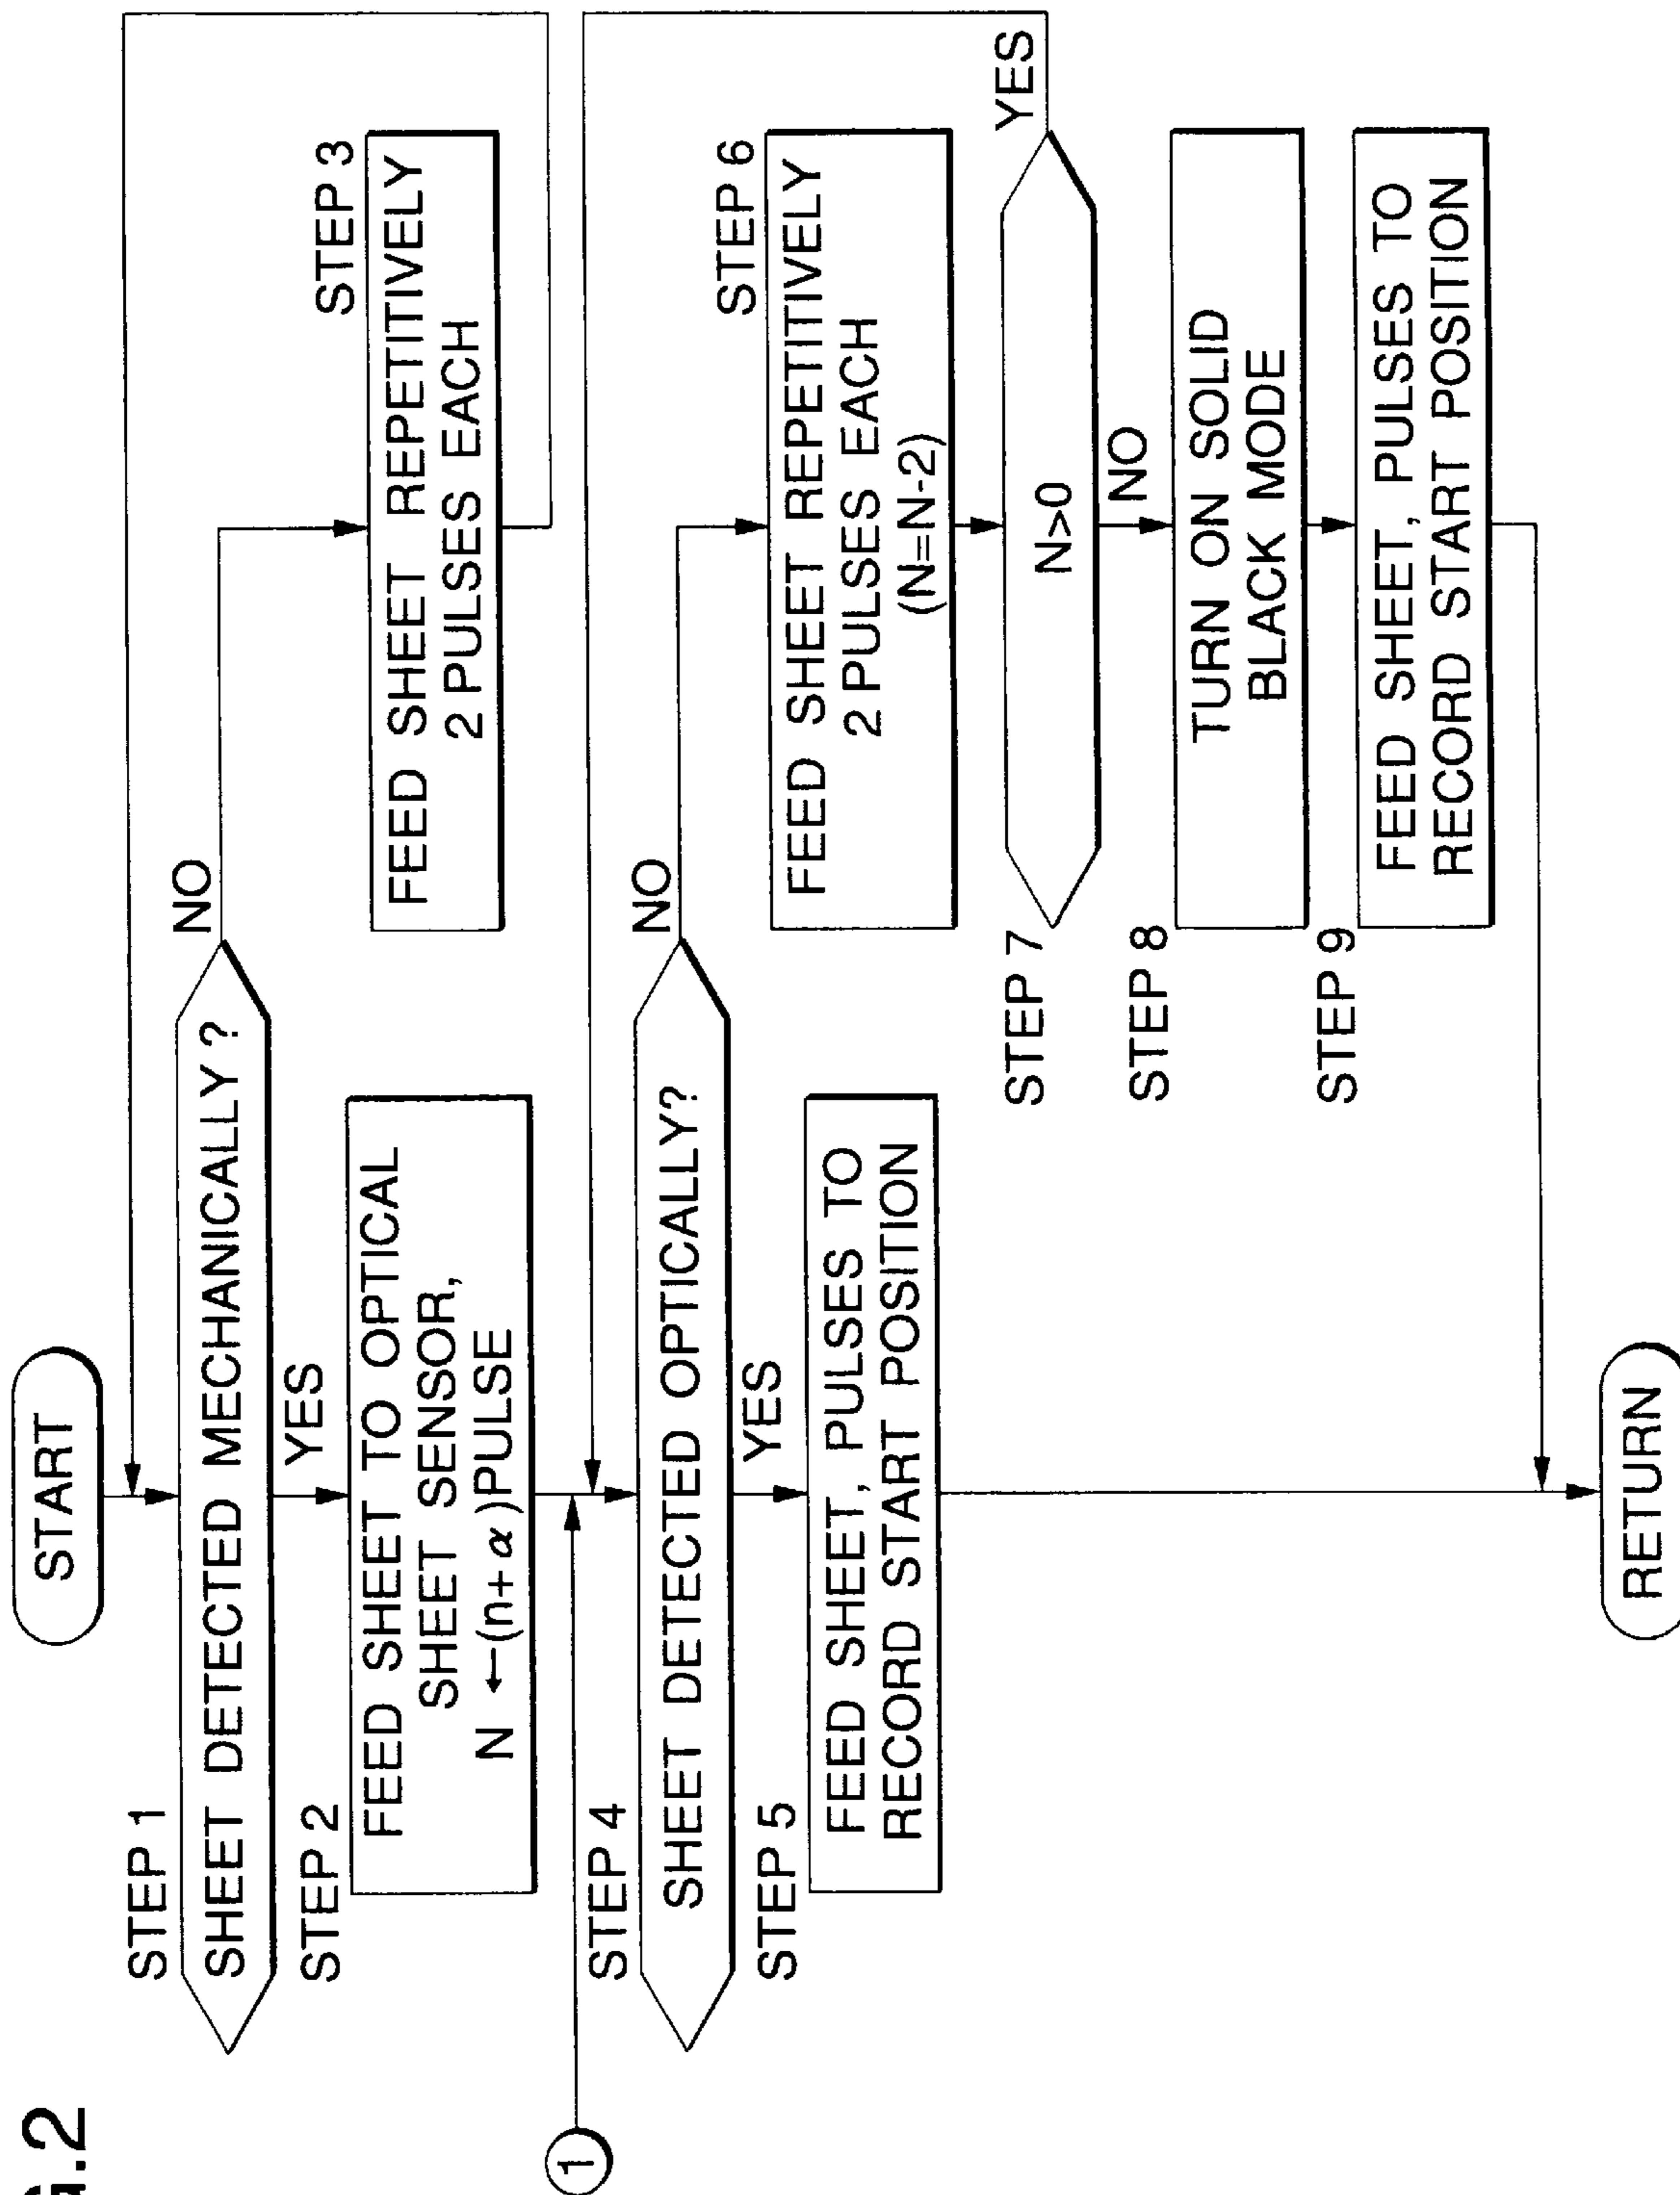 G.2
START
STEP 1
SHEET DETECTED MECHANICALLY ?
NO
YES
STEP 2
FEED SHEET TO OPTICAL
SHEET SENSOR,
N ←(n+α)PULSE
STEP 3
FEED SHEET REPETITIVELY
2 PULSES EACH
1
STEP 4
SHEET DETECTED OPTICALLY?
NO
YES
STEP 5
FEED SHEET, PULSES TO
RECORD START POSITION
STEP 6
FEED SHEET REPETITIVELY
2 PULSES EACH
(N=N-2)
STEP 7
N>0
YES
NO
STEP 8
TURN ON SOLID
BLACK MODE
STEP 9
FEED SHEET, PULSES TO
RECORD START POSITION
RETURN